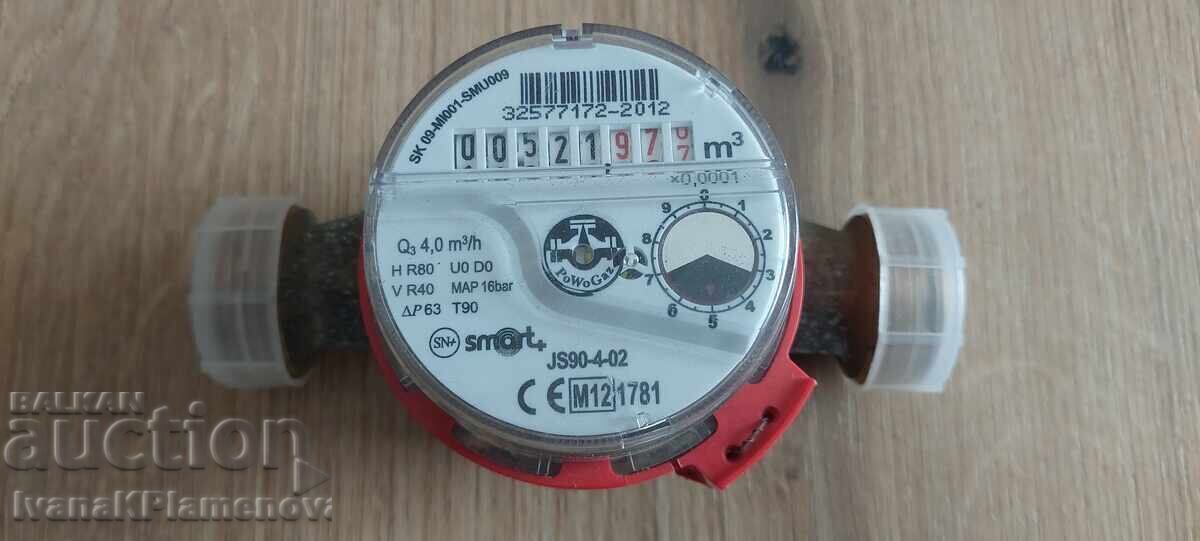 SK 09-MI001-SMU009
32577172-2012
0052197 m³
×0,0001
0 1 2 3 4 5 6 7 8 9
Q₃ 4,0 m³/h
H R80 U0 D0
V R40 MAP 16bar
ΔP 63 T90
PoWoGaz
SN+ smart+
JS90-4-02
CE M12 1781
BALKAN
auction
IvanaKPlamenova